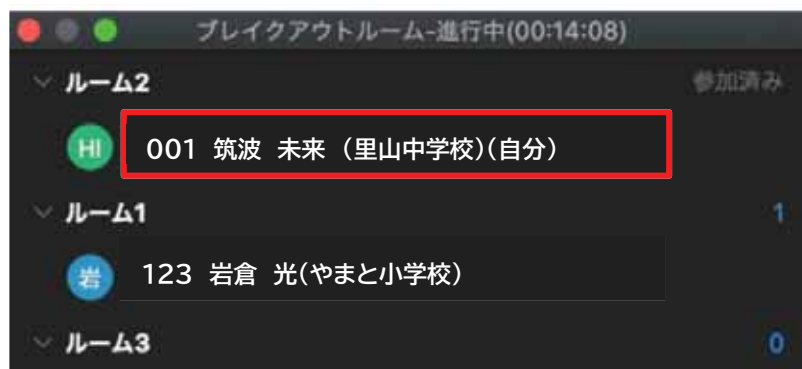 ブレイクアウトルーム-進行中(00:14:08)
ルーム2 参加済み
HI 001 筑波 未来 (里山中学校)(自分)
ルーム1 1
岩 123 岩倉 光(やまと小学校)
ルーム3 0